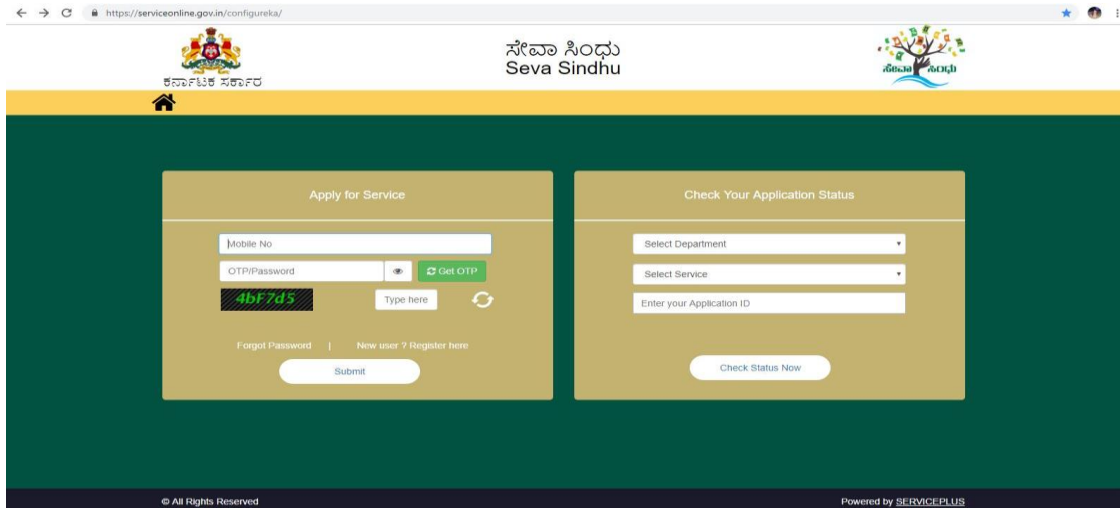 https://serviceonline.gov.in/configureka/
ಕರ್ನಾಟಕ ಸರ್ಕಾರ
ಸೇವಾ ಸಿಂಧು
Seva Sindhu
ಸೇವಾ ಸಿಂಧು
Apply for Service
Mobile No
OTP/Password
Get OTP
4bF7d5
Type here
Forgot Password | New user ? Register here
Submit
Check Your Application Status
Select Department
Select Service
Enter your Application ID
Check Status Now
© All Rights Reserved
Powered by SERVICEPLUS